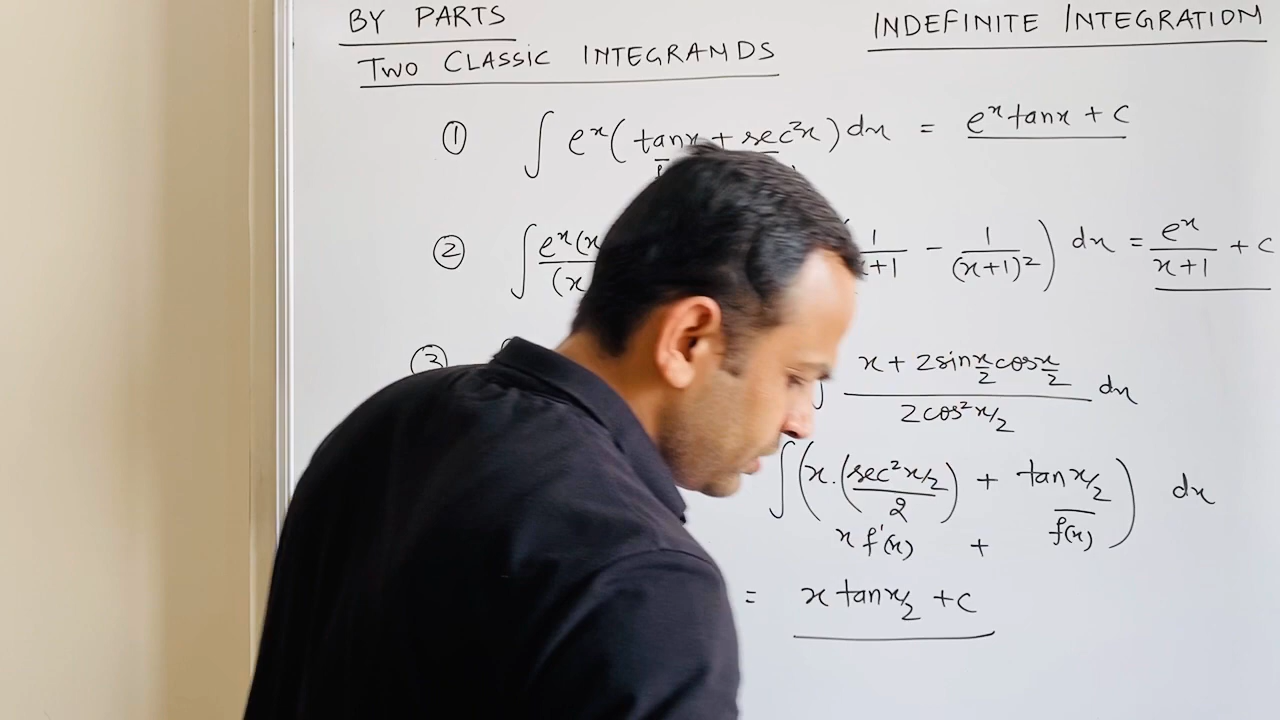 BY PARTS
INDEFINITE INTEGRATION
TWO CLASSIC INTEGRANDS
① ∫ eˣ(tanx + sec²x) dx = eˣ tanx + c
② ∫ eˣ(x
(x
1/x+1 − 1/(x+1)²) dx = eˣ/x+1 + c
③
∫ x + 2sin x/2 cos x/2 / 2cos² x/2 dx
∫(x.(sec² x/2 / 2) + tan x/2) dx
x f'(x) + f(x)
= x tan x/2 + c